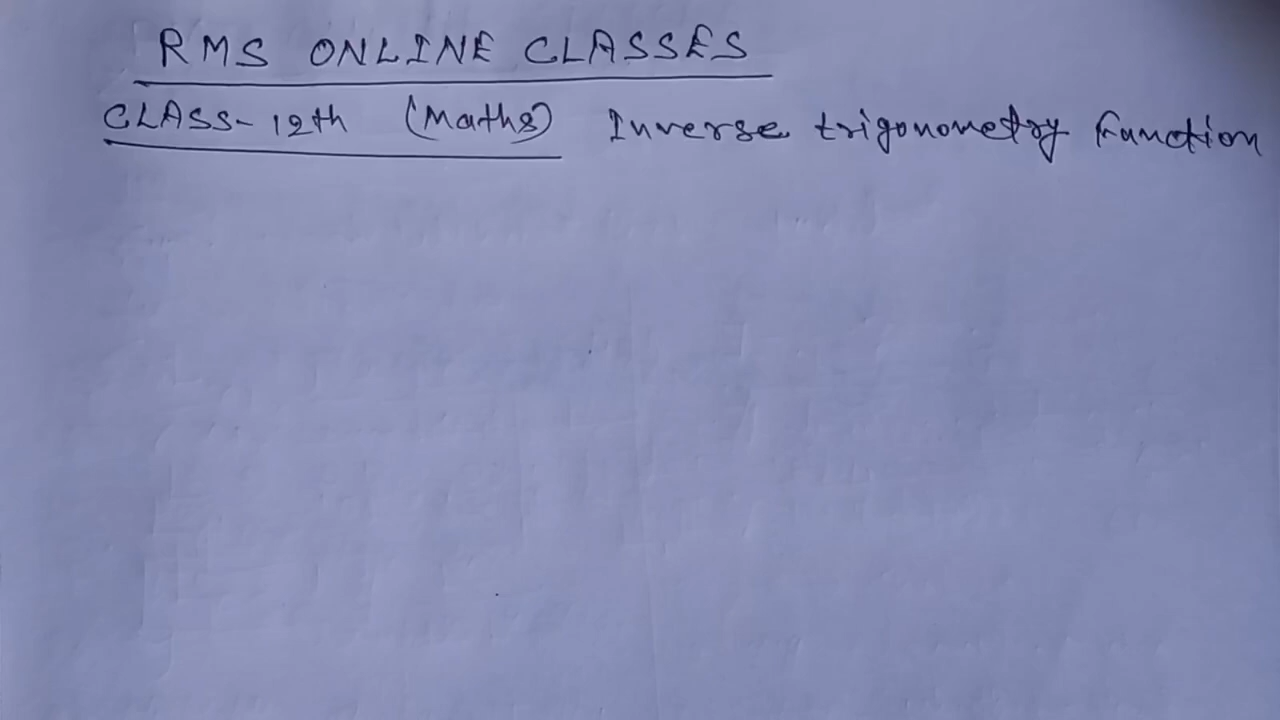 RMS ONLINE CLASSES
CLASS-12th (Maths) Inverse trigonometry function